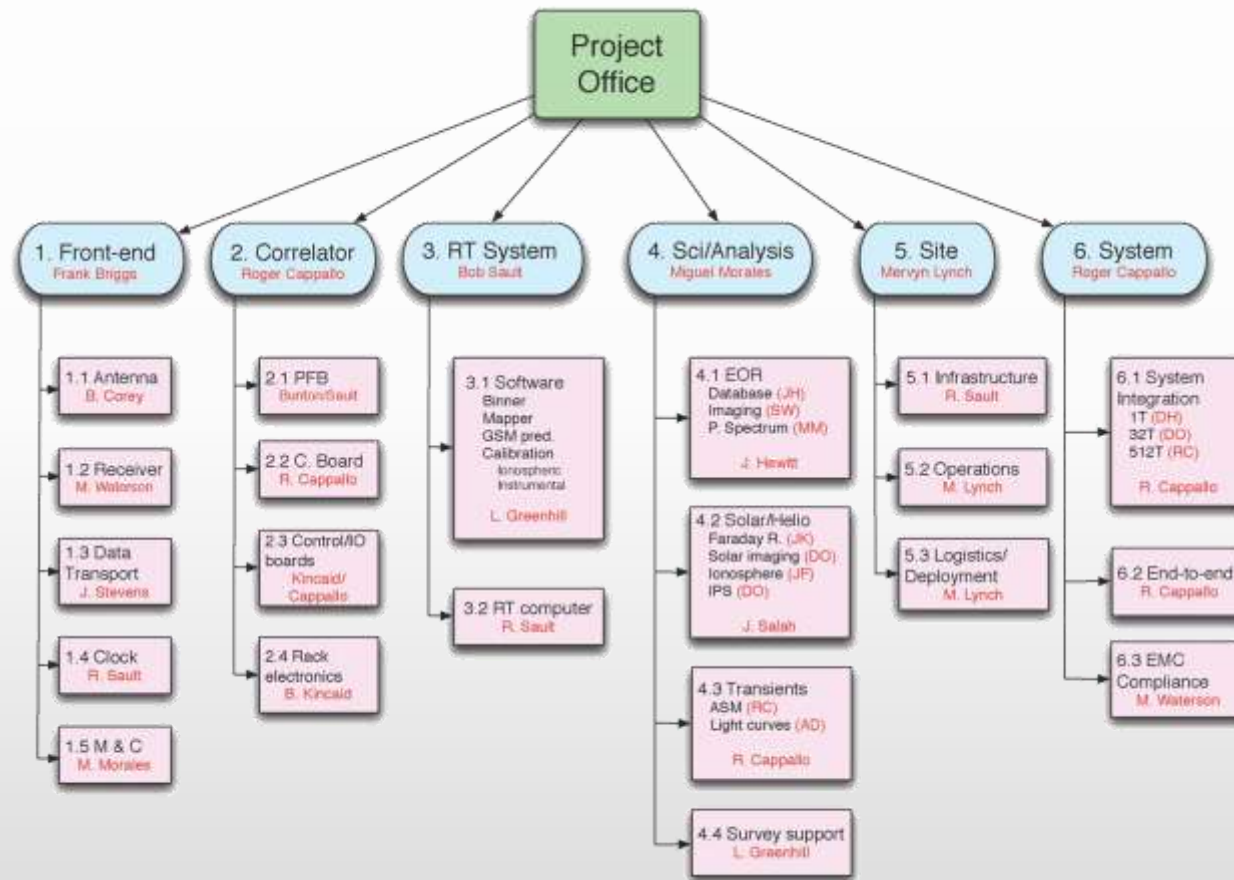 Project
Office
1. Front-end
Frank Briggs
1.1 Antenna
B. Corey
1.2 Receiver
M. Waterson
1.3 Data
Transport
J. Stevens
1.4 Clock
R. Sault
1.5 M & C
M. Morales
2. Correlator
Roger Cappallo
2.1 PFB
Bunton/Sault
2.2 C. Board
R. Cappallo
2.3 Control/IO
boards
Kincaid/
Cappallo
2.4 Rack
electronics
B. Kincaid
3. RT System
Bob Sault
3.1 Software
Binner
Mapper
GSM pred.
Calibration
Ionospheric
Instrumental
L. Greenhill
3.2 RT computer
R. Sault
4. Sci/Analysis
Miguel Morales
4.1 EOR
Database (JH)
Imaging (SW)
P. Spectrum (MM)
J. Hewitt
4.2 Solar/Helio
Faraday R. (JK)
Solar imaging (DO)
Ionosphere (JF)
IPS (DO)
J. Salah
4.3 Transients
ASM (RC)
Light curves (AD)
R. Cappallo
4.4 Survey support
L. Greenhill
5. Site
Mervyn Lynch
5.1 Infrastructure
R. Sault
5.2 Operations
M. Lynch
5.3 Logistics/
Deployment
M. Lynch
6. System
Roger Cappallo
6.1 System
Integration
1T (DH)
32T (DO)
512T (RC)
R. Cappallo
6.2 End-to-end
R. Cappallo
6.3 EMC
Compliance
M. Waterson